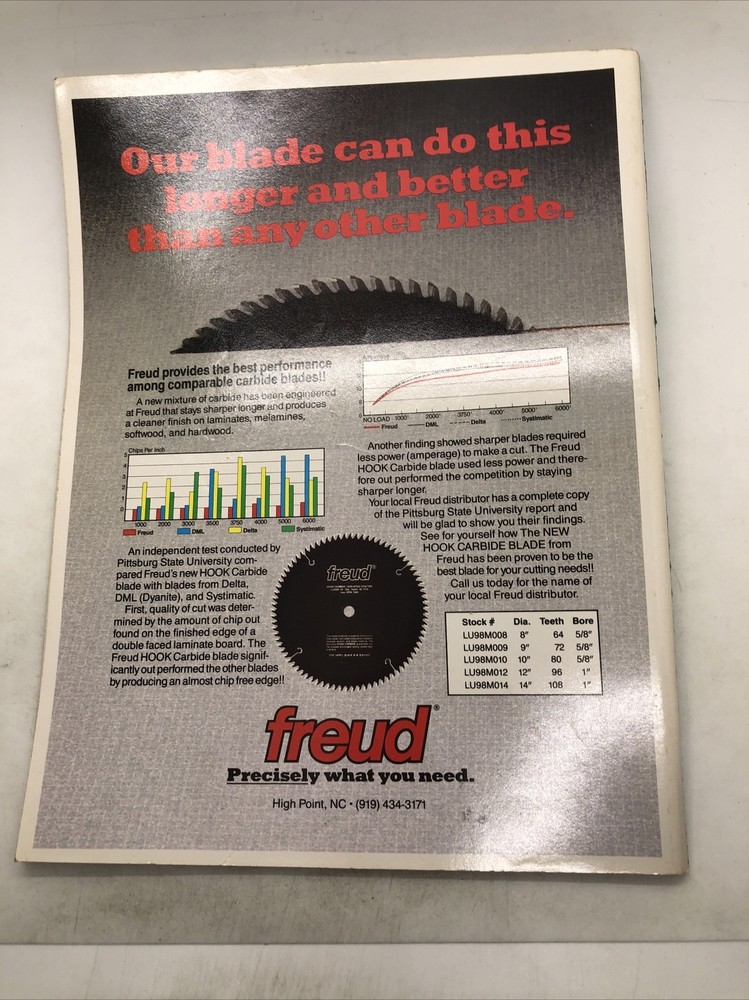 Our blade can do this
longer and better
than any other blade.
Freud provides the best performance
among comparable carbide blades!!
A new mixture of carbide has been engineered
at Freud that stays sharper longer and produces
a cleaner finish on laminates, melamines,
softwood, and hardwood.
Chips Per Inch
5
4
3
2
1
0
1000 2000 3000 3500 3750 4000 5000 6000
Freud DML Delta Systimatic
An independent test conducted by
Pittsburg State University com-
pared Freud's new HOOK Carbide
blade with blades from Delta,
DML (Dyanite), and Systimatic.
First, quality of cut was deter-
mined by the amount of chip out
found on the finished edge of a
double faced laminate board. The
Freud HOOK Carbide blade signif-
icantly out performed the other blades
by producing an almost chip free edge!!
NO LOAD 1000' 2000' 3750' 4000' 5000' 6000'
Freud DML Delta Systimatic
Another finding showed sharper blades required
less power (amperage) to make a cut. The Freud
HOOK Carbide blade used less power and there-
fore out performed the competition by staying
sharper longer.
Your local Freud distributor has a complete copy
of the Pittsburg State University report and
will be glad to show you their findings.
See for yourself how The NEW
HOOK CARBIDE BLADE from
Freud has been proven to be the
best blade for your cutting needs!!
Call us today for the name of
your local Freud distributor.
freud®
Stock # Dia. Teeth Bore
LU98M008 8" 64 5/8"
LU98M009 9" 72 5/8"
LU98M010 10" 80 5/8"
LU98M012 12" 96 1"
LU98M014 14" 108 1"
freud®
Precisely what you need.
High Point, NC • (919) 434-3171